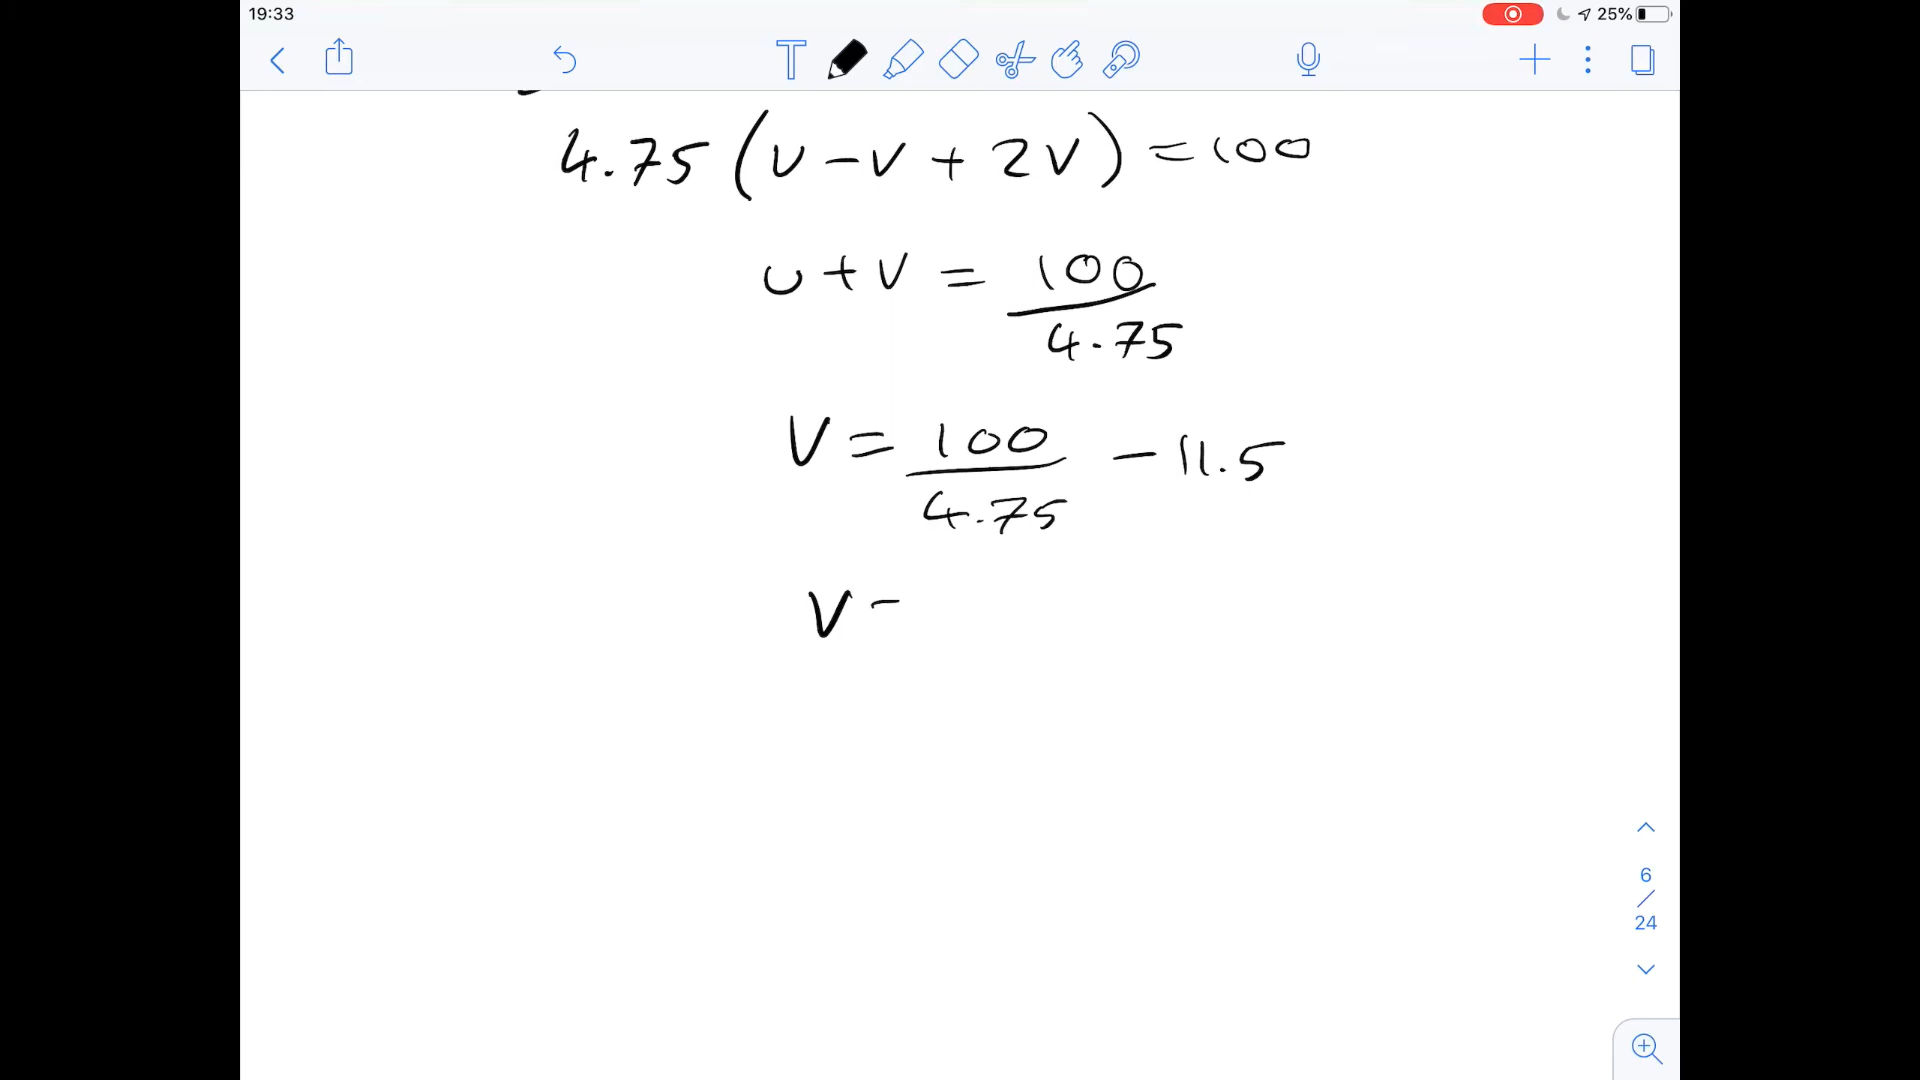 19:33 25%
T
4.75 (u - v + 2v) = 100
u + v = 100 / 4.75
v = 100 / 4.75 - 11.5
v -
6
/
24